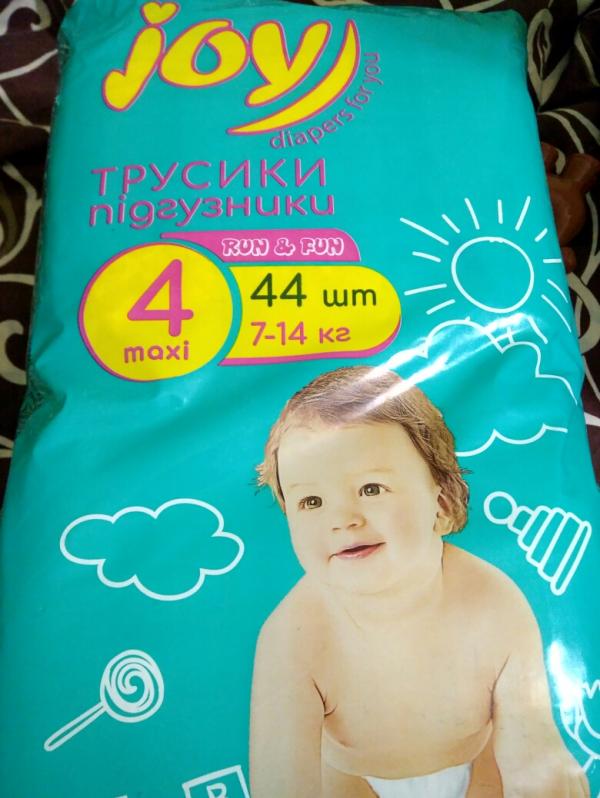 joy
diapers for you
ТРУСИКИ
підгузники
RUN & FUN
4
maxi
44 шт
7-14 кг